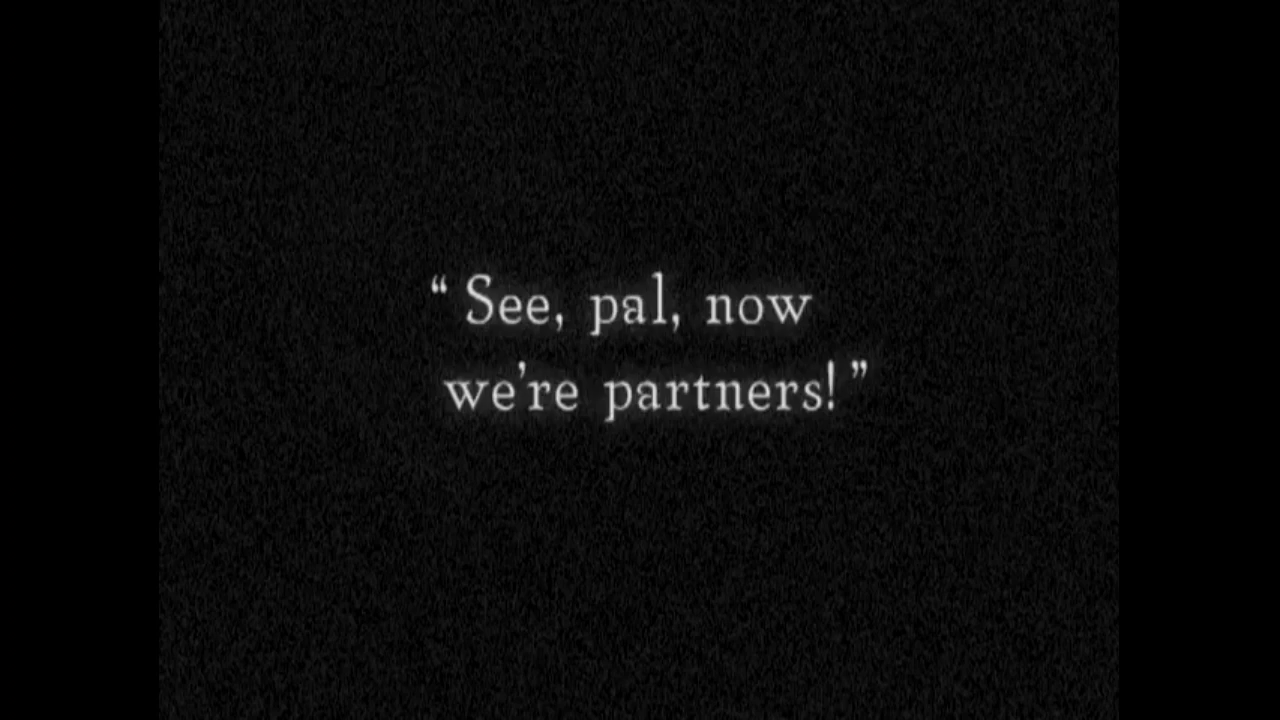 “ See, pal, now
we’re partners! ”